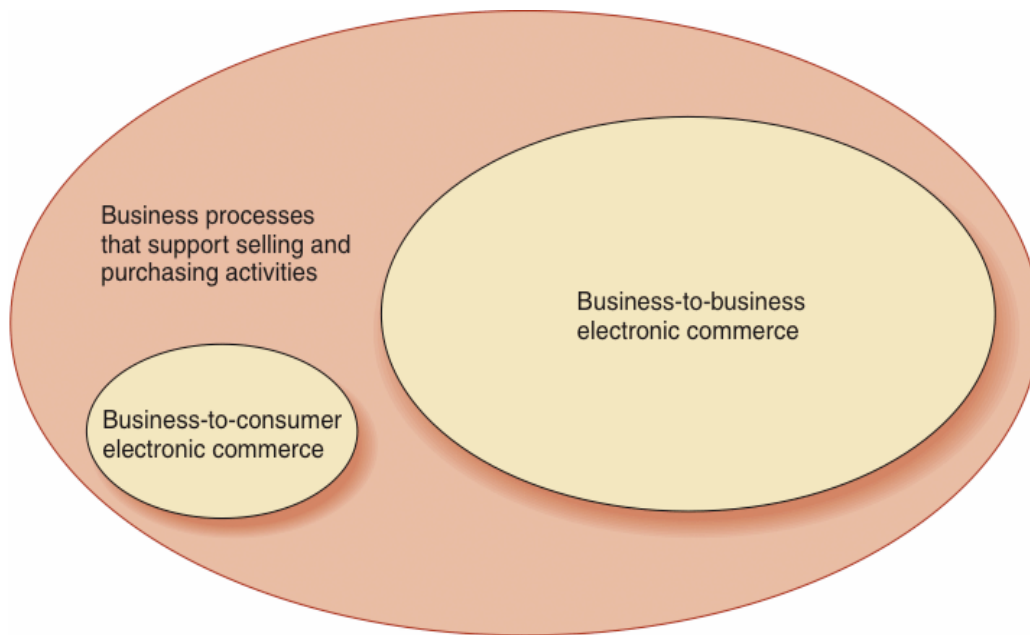 Business processes
that support selling and
purchasing activities
Business-to-business
electronic commerce
Business-to-consumer
electronic commerce